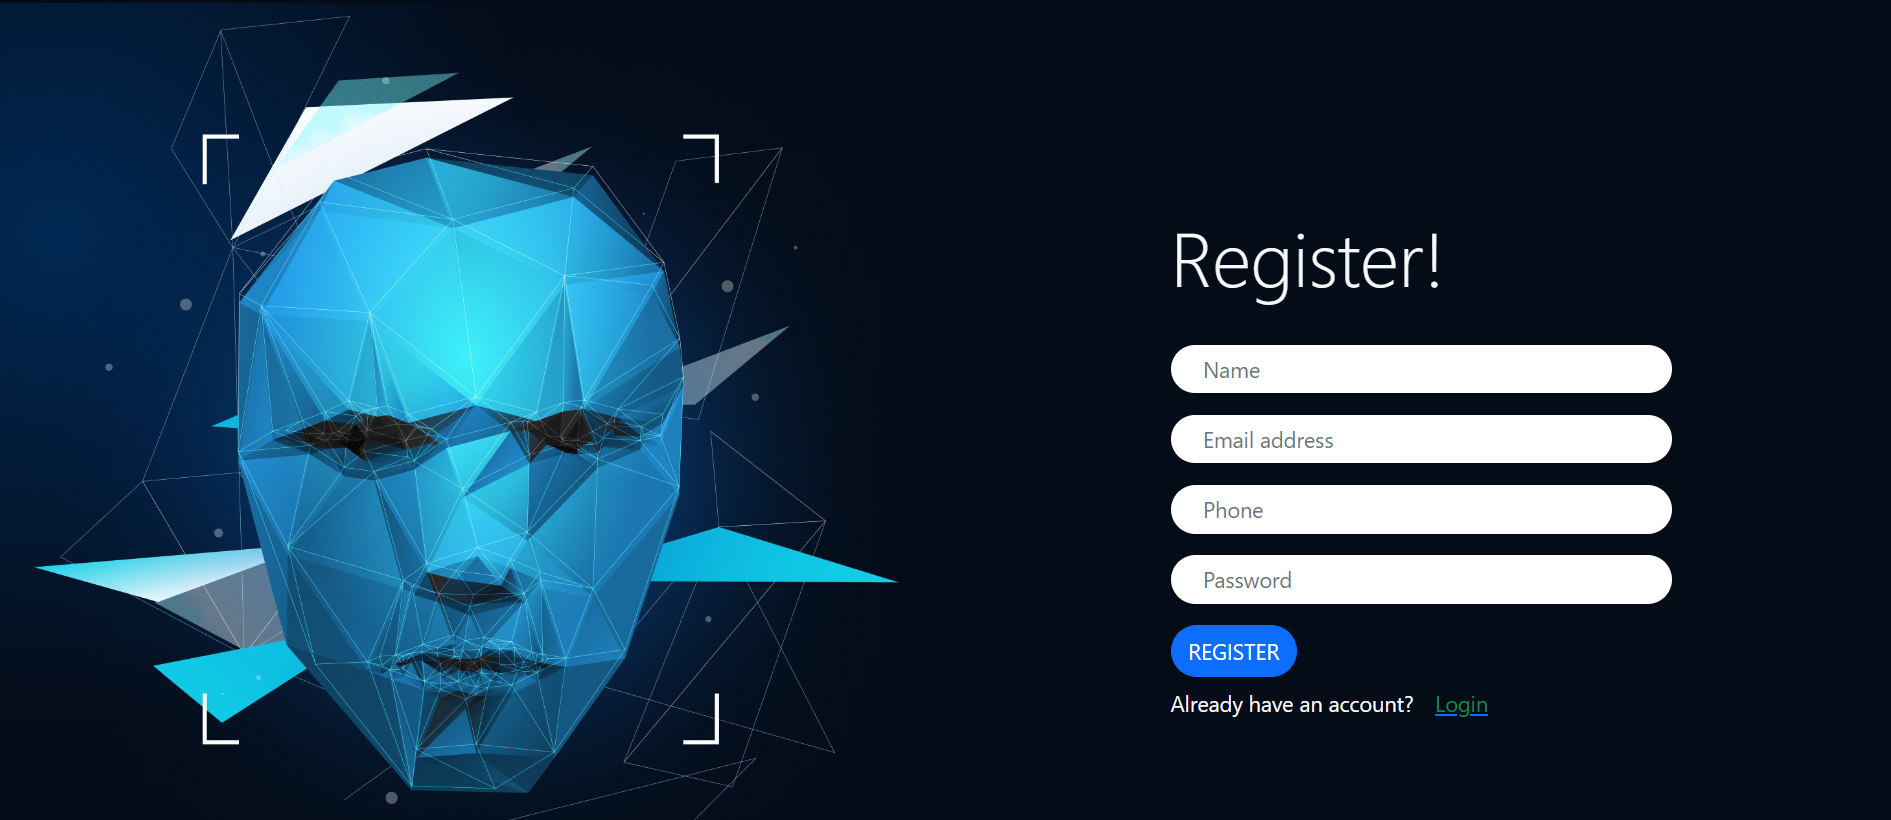 Register!
Name
Email address
Phone
Password
REGISTER
Already have an account? Login